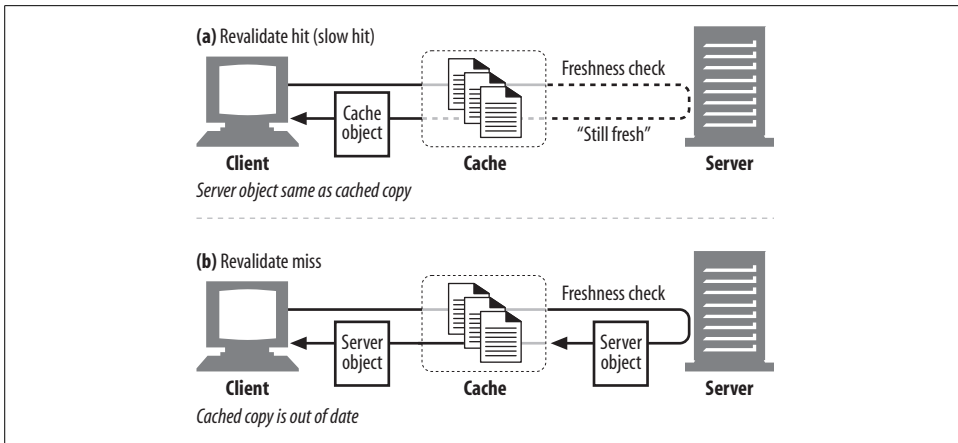 (a) Revalidate hit (slow hit)
Freshness check
Cache
object
"Still fresh"
Client
Cache
Server
Server object same as cached copy
(b) Revalidate miss
Freshness check
Server
object
Server
object
Client
Cache
Server
Cached copy is out of date